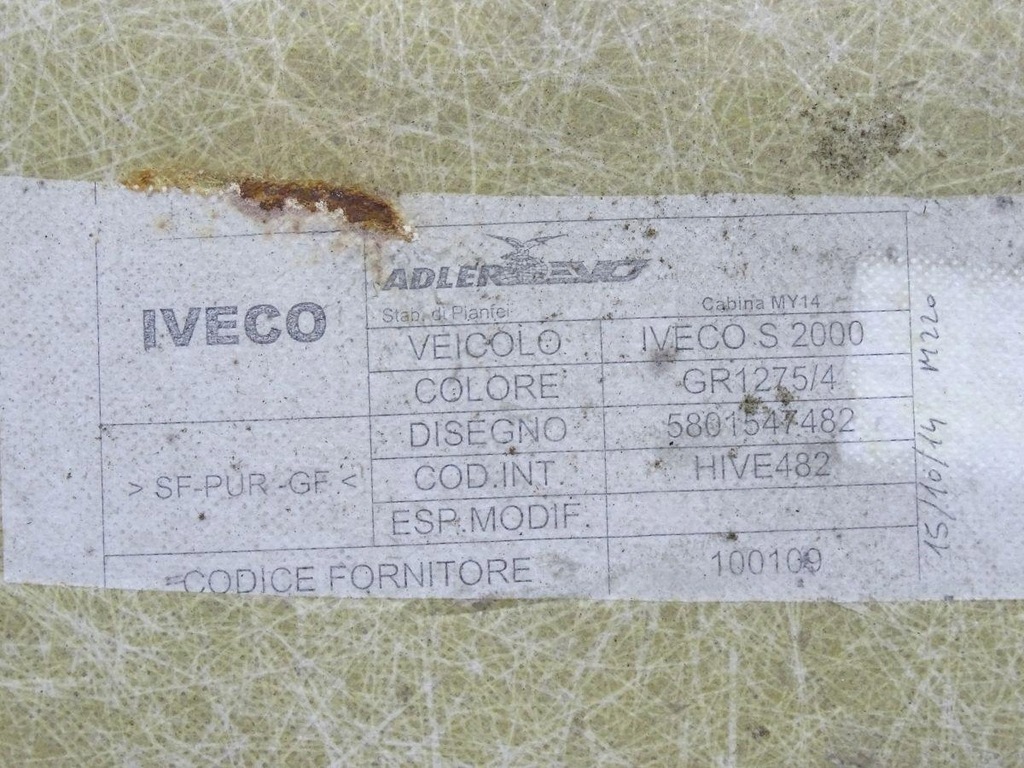 ADLER EVO
Stab. di Pianfei Cabina MY14
IVECO
VEICOLO IVECO S 2000
COLORE GR1275/4
DISEGNO 5801547482
> SF-PUR -GF <
COD.INT. HIVE482
ESP.MODIF.
CODICE FORNITORE 100109
15/10/14 M220